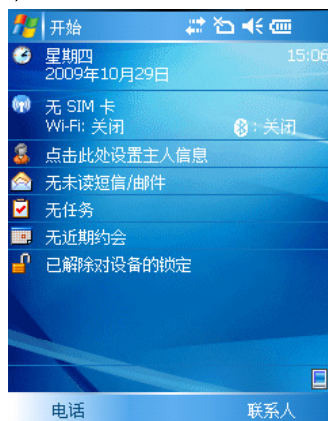 开始
星期四 15:06
2009年10月29日
无 SIM 卡
Wi-Fi: 关闭 : 关闭
点击此处设置主人信息
无未读短信/邮件
无任务
无近期约会
已解除对设备的锁定
电话 联系人